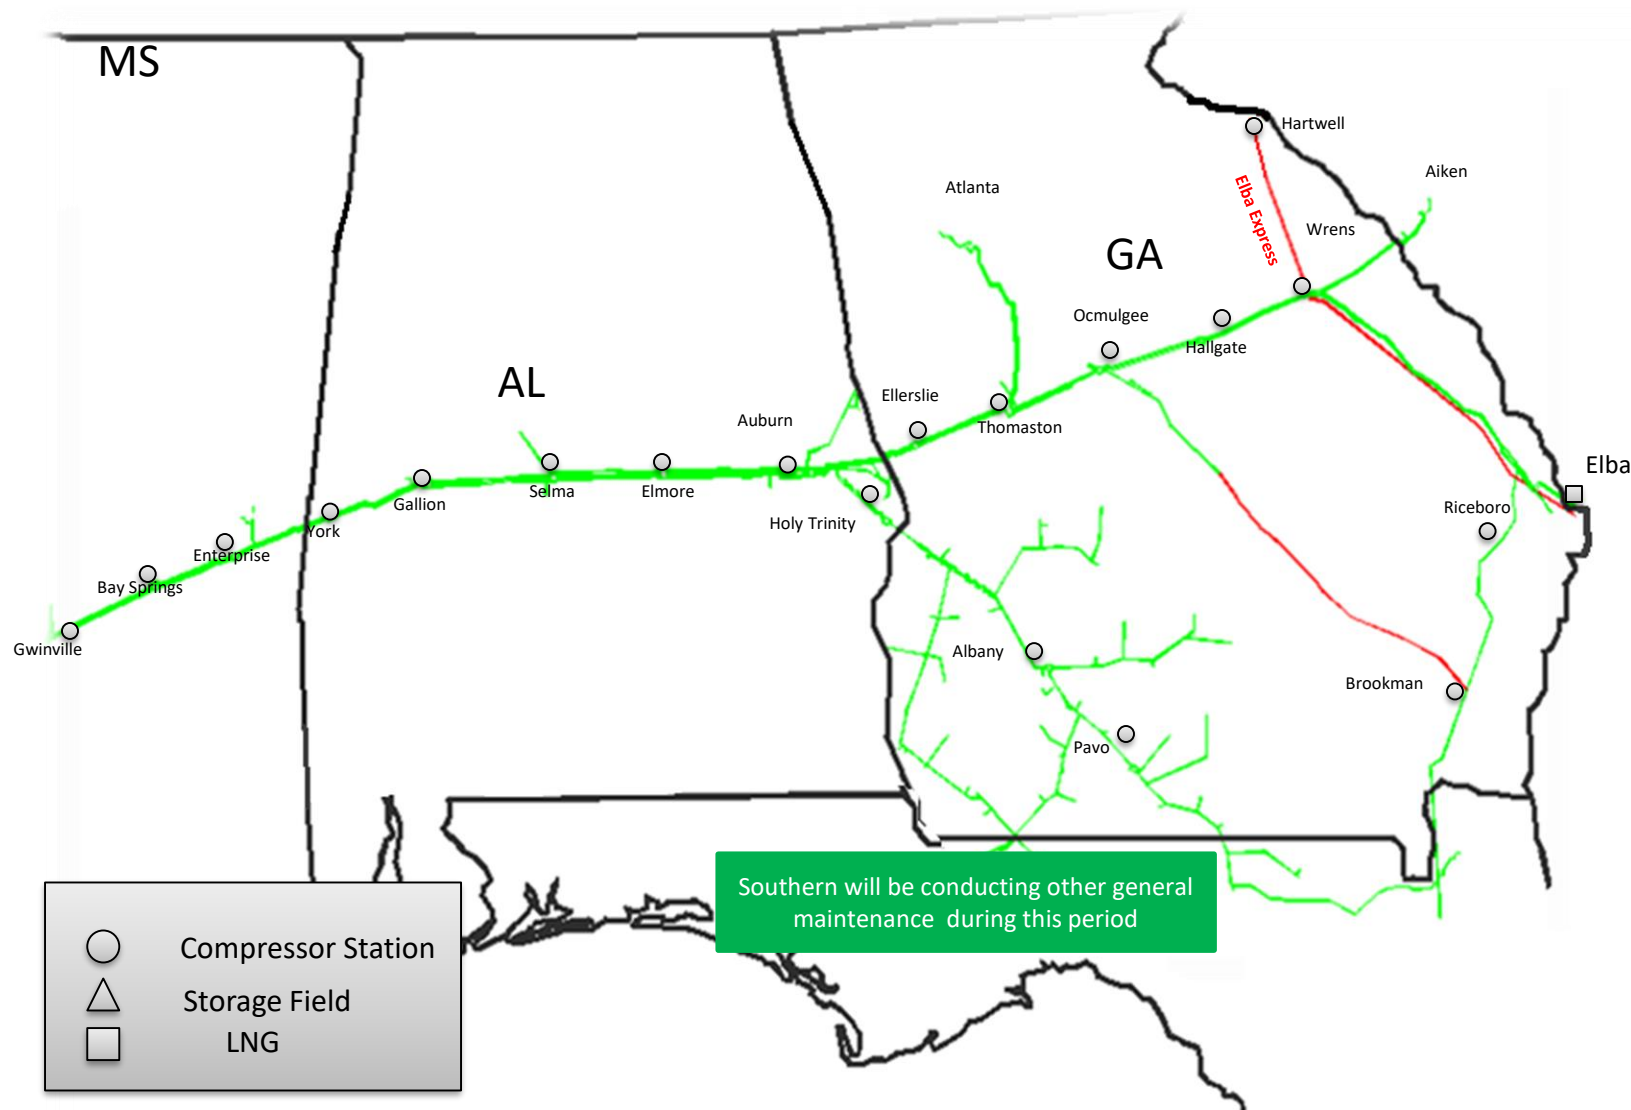 MS
Hartwell
Aiken
Atlanta
Elba Express
Wrens
GA
Ocmulgee
Hallgate
AL
Ellerslie
Auburn
Thomaston
Elba
Selma
Elmore
Gallion
Riceboro
Holy Trinity
York
Enterprise
Bay Springs
Gwinville
Albany
Brookman
Pavo
Southern will be conducting other general
maintenance during this period
Compressor Station
Storage Field
LNG